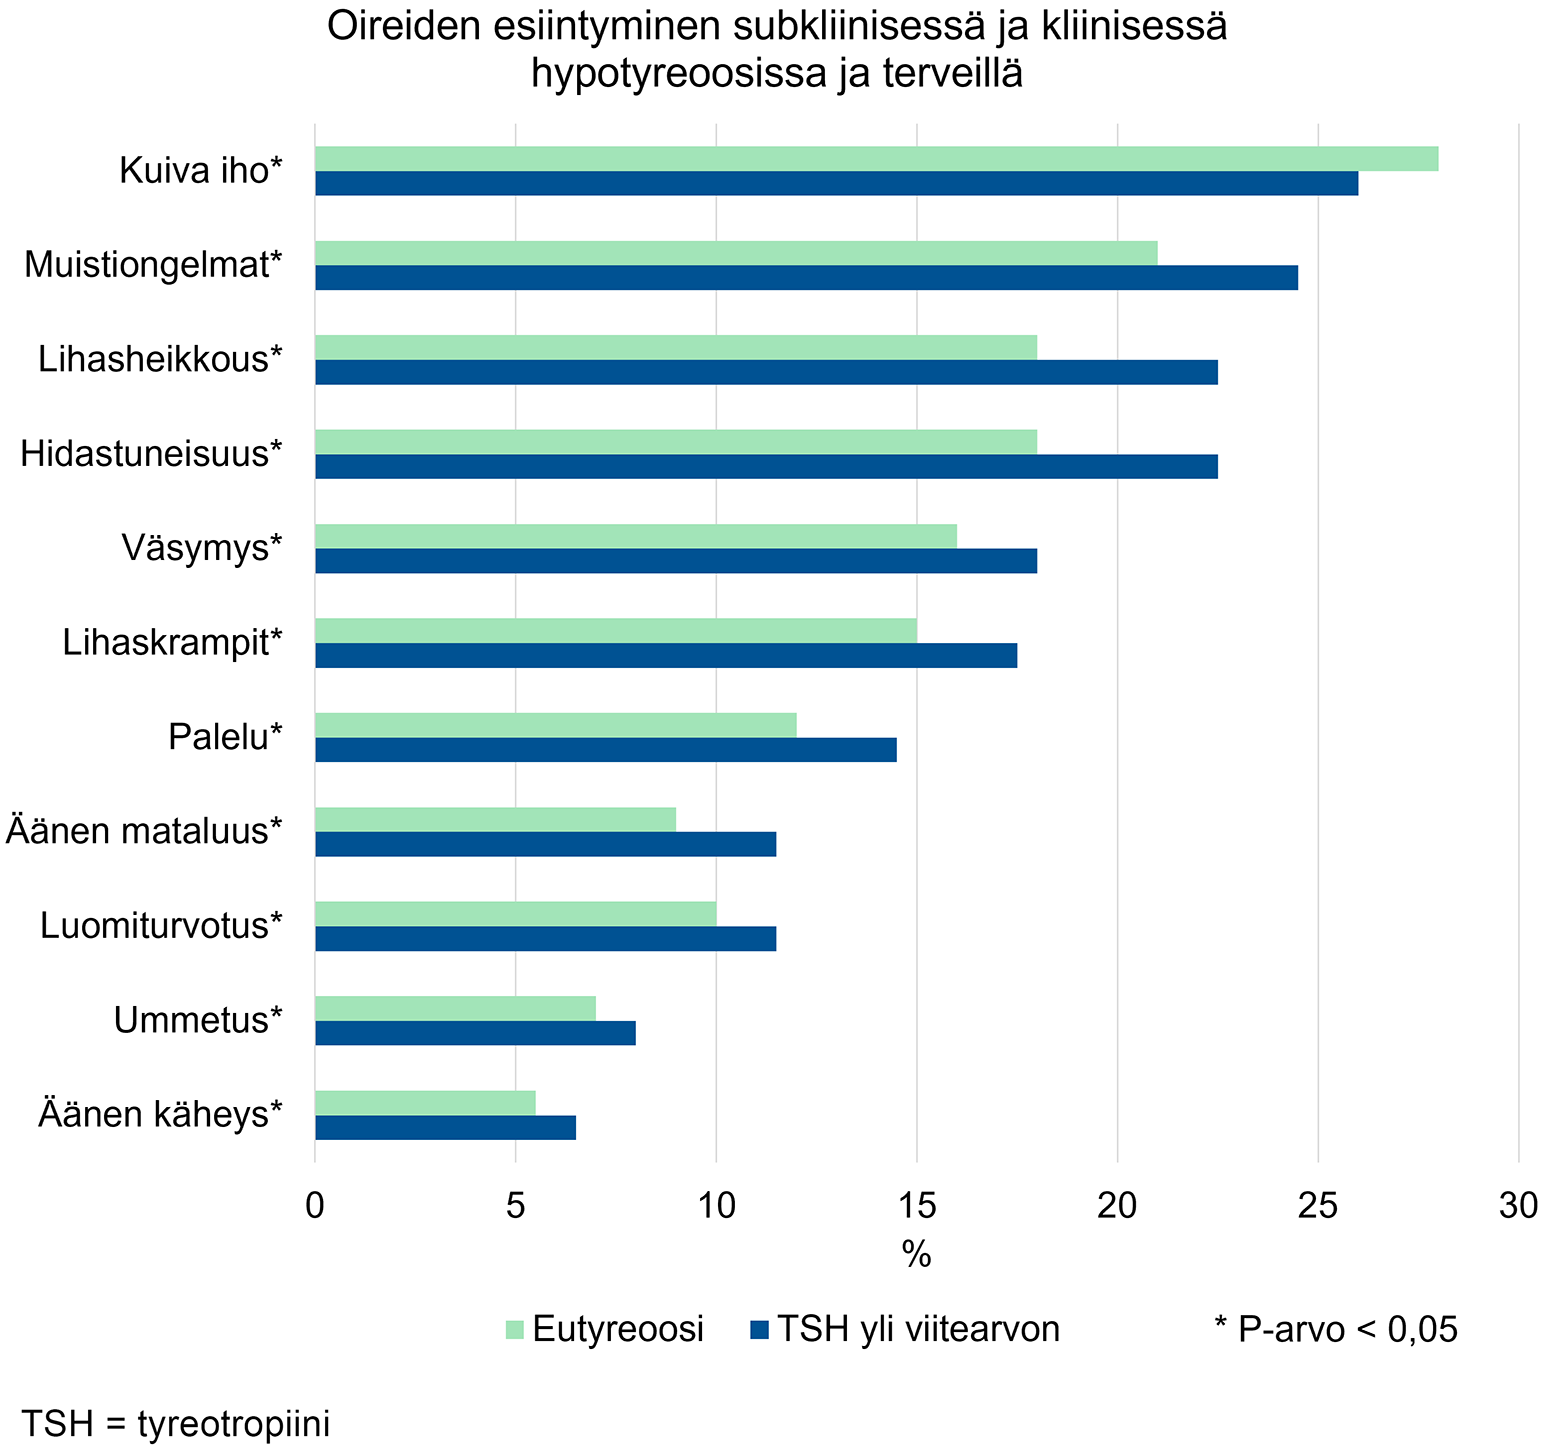 Oireiden esiintyminen subkliinisessä ja kliinisessä
hypotyreoosissa ja terveillä
Kuiva iho*
Muistiongelmat*
Lihasheikkous*
Hidastuneisuus*
Väsymys*
Lihaskrampit*
Palelu*
Äänen mataluus*
Luomiturvotus*
Ummetus*
Äänen käheys*
0 5 10 15 20 25 30
%
Eutyreoosi TSH yli viitearvon * P-arvo < 0,05
TSH = tyreotropiini